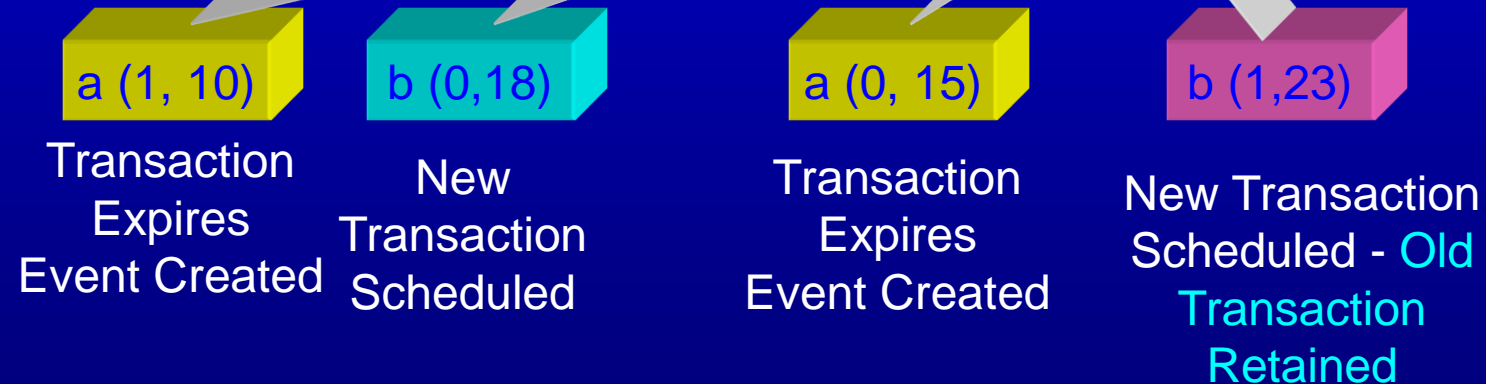 a (1, 10)
Transaction
Expires
Event Created
b (0,18)
New
Transaction
Scheduled
a (0, 15)
Transaction
Expires
Event Created
b (1,23)
New Transaction
Scheduled - Old
Transaction
Retained